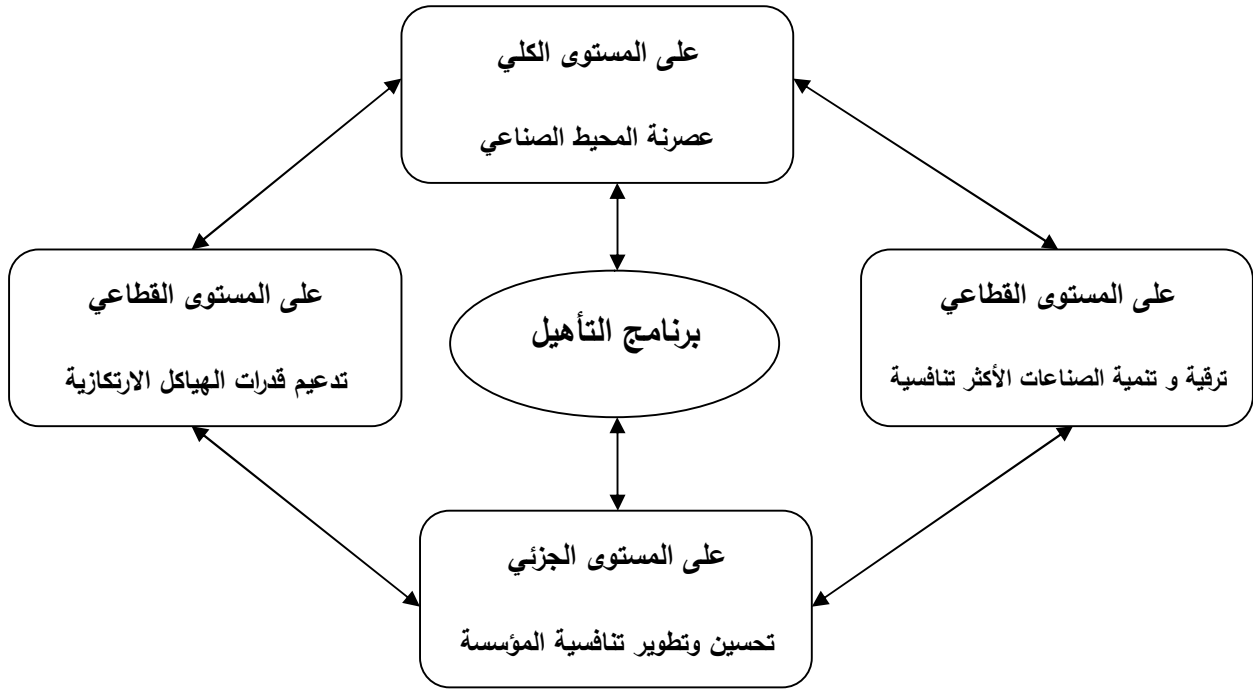 على المستوى الكلي
عصرنة المحيط الصناعي
على المستوى القطاعي
ترقية و تنمية الصناعات الأكثر تنافسية
برنامج التأهيل
على المستوى القطاعي
تدعيم قدرات الهياكل الارتكازية
على المستوى الجزئي
تحسين وتطوير تنافسية المؤسسة